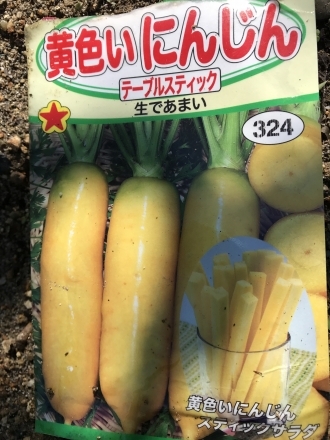 黄色いにんじん
テーブルスティック
生であまい
324
黄色いにんじん
スティックサラダ